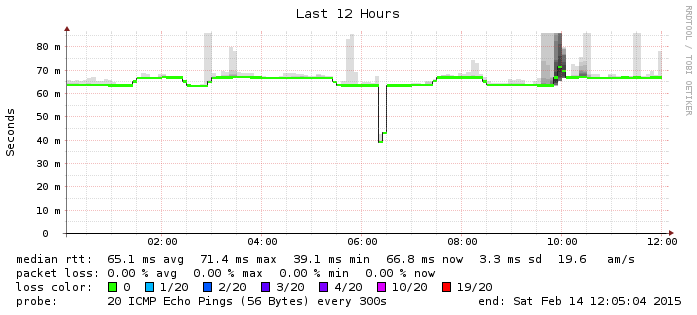 Last 12 Hours
RRDTOOL / TOBI OETIKER
Seconds
80 m
70 m
60 m
50 m
40 m
30 m
20 m
10 m
0
02:00 04:00 06:00 08:00 10:00 12:00
median rtt: 65.1 ms avg 71.4 ms max 39.1 ms min 66.8 ms now 3.3 ms sd 19.6 am/s
packet loss: 0.00 % avg 0.00 % max 0.00 % min 0.00 % now
loss color: 0 1/20 2/20 3/20 4/20 10/20 19/20
probe: 20 ICMP Echo Pings (56 Bytes) every 300s end: Sat Feb 14 12:05:04 2015